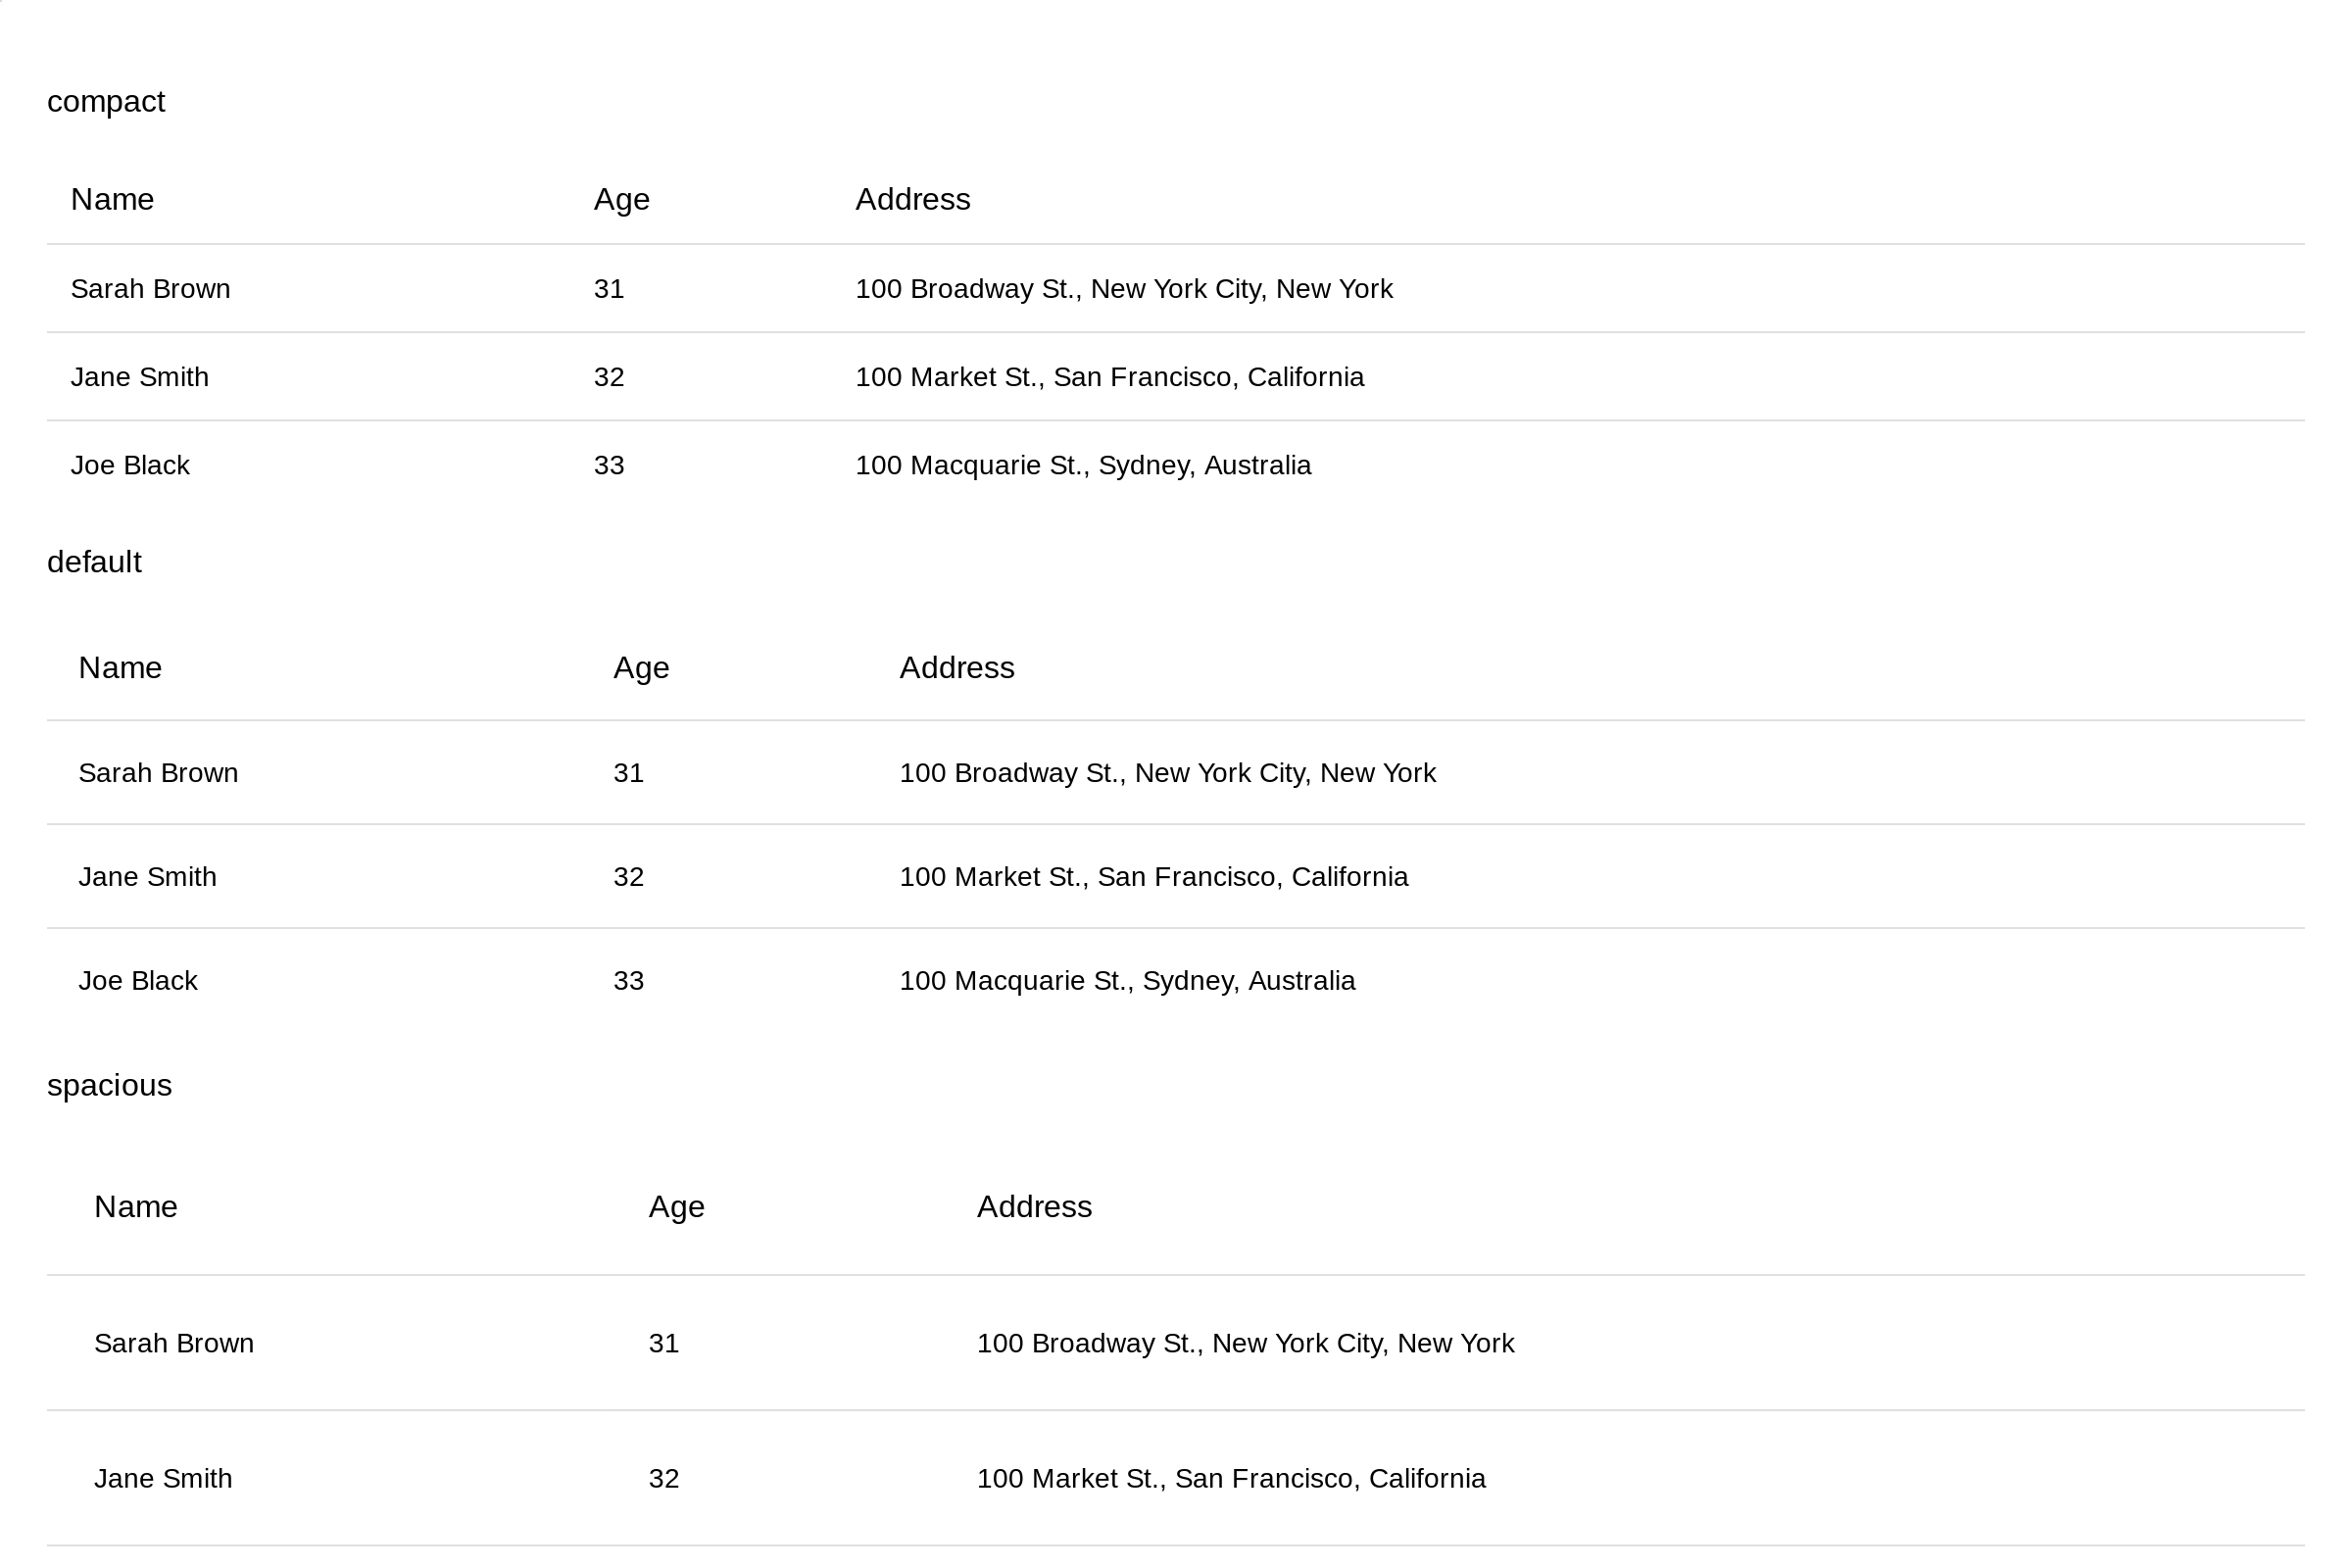 compact
Name Age Address
Sarah Brown 31 100 Broadway St., New York City, New York
Jane Smith 32 100 Market St., San Francisco, California
Joe Black 33 100 Macquarie St., Sydney, Australia
default
Name Age Address
Sarah Brown 31 100 Broadway St., New York City, New York
Jane Smith 32 100 Market St., San Francisco, California
Joe Black 33 100 Macquarie St., Sydney, Australia
spacious
Name Age Address
Sarah Brown 31 100 Broadway St., New York City, New York
Jane Smith 32 100 Market St., San Francisco, California